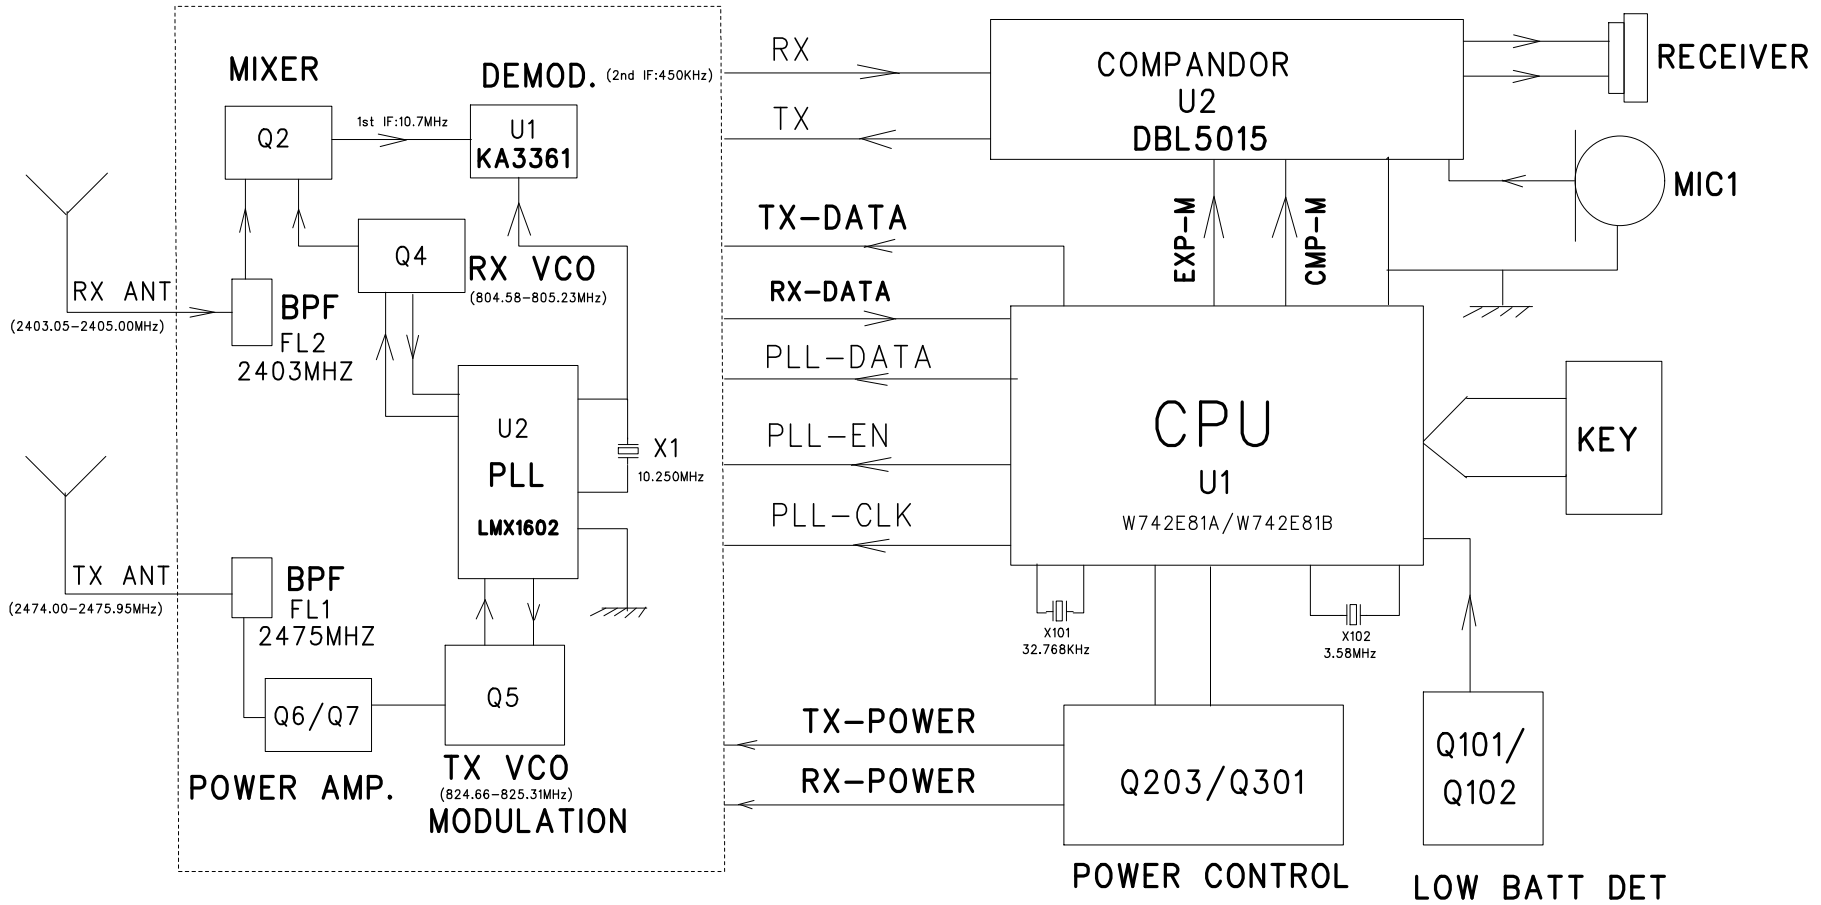 MIXER
Q2
1st IF:10.7MHz
DEMOD. (2nd IF:450KHz)
U1
KA3361
Q4
RX VCO
(804.58-805.23MHz)
RX ANT
(2403.05-2405.00MHz)
BPF
FL2
2403MHZ
U2
PLL
LMX1602
X1
10.250MHz
TX ANT
(2474.00-2475.95MHz)
BPF
FL1
2475MHZ
Q6/Q7
POWER AMP.
Q5
TX VCO
(824.66-825.31MHz)
MODULATION
RX
TX
TX-DATA
RX-DATA
PLL-DATA
PLL-EN
PLL-CLK
TX-POWER
RX-POWER
COMPANDOR
U2
DBL5015
RECEIVER
MIC1
EXP-M
CMP-M
CPU
U1
W742E81A/W742E81B
KEY
X101
32.768KHz
X102
3.58MHz
Q203/Q301
POWER CONTROL
Q101/
Q102
LOW BATT DET